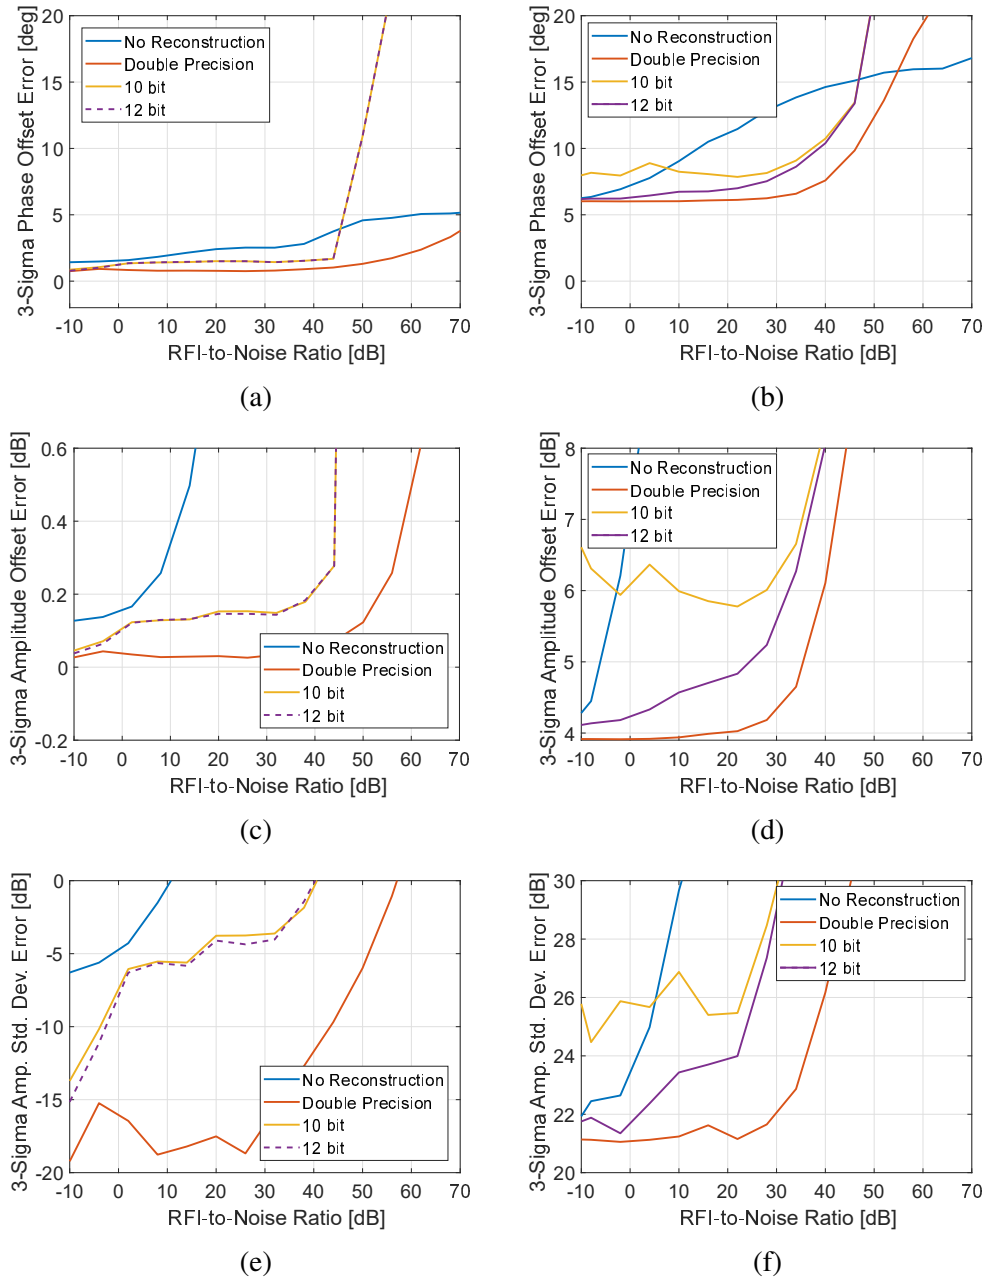 3-Sigma Phase Offset Error [deg]
20
15
10
5
0
No Reconstruction
Double Precision
10 bit
12 bit
-10 0 10 20 30 40 50 60 70
RFI-to-Noise Ratio [dB]
(a)
3-Sigma Phase Offset Error [deg]
20
15
10
5
0
No Reconstruction
Double Precision
10 bit
12 bit
-10 0 10 20 30 40 50 60 70
RFI-to-Noise Ratio [dB]
(b)
3-Sigma Amplitude Offset Error [dB]
0.6
0.4
0.2
0
-0.2
No Reconstruction
Double Precision
10 bit
12 bit
-10 0 10 20 30 40 50 60 70
RFI-to-Noise Ratio [dB]
(c)
3-Sigma Amplitude Offset Error [dB]
8
7
6
5
4
No Reconstruction
Double Precision
10 bit
12 bit
-10 0 10 20 30 40 50 60 70
RFI-to-Noise Ratio [dB]
(d)
3-Sigma Amp. Std. Dev. Error [dB]
0
-5
-10
-15
-20
No Reconstruction
Double Precision
10 bit
12 bit
-10 0 10 20 30 40 50 60 70
RFI-to-Noise Ratio [dB]
(e)
3-Sigma Amp. Std. Dev. Error [dB]
30
28
26
24
22
20
No Reconstruction
Double Precision
10 bit
12 bit
-10 0 10 20 30 40 50 60 70
RFI-to-Noise Ratio [dB]
(f)